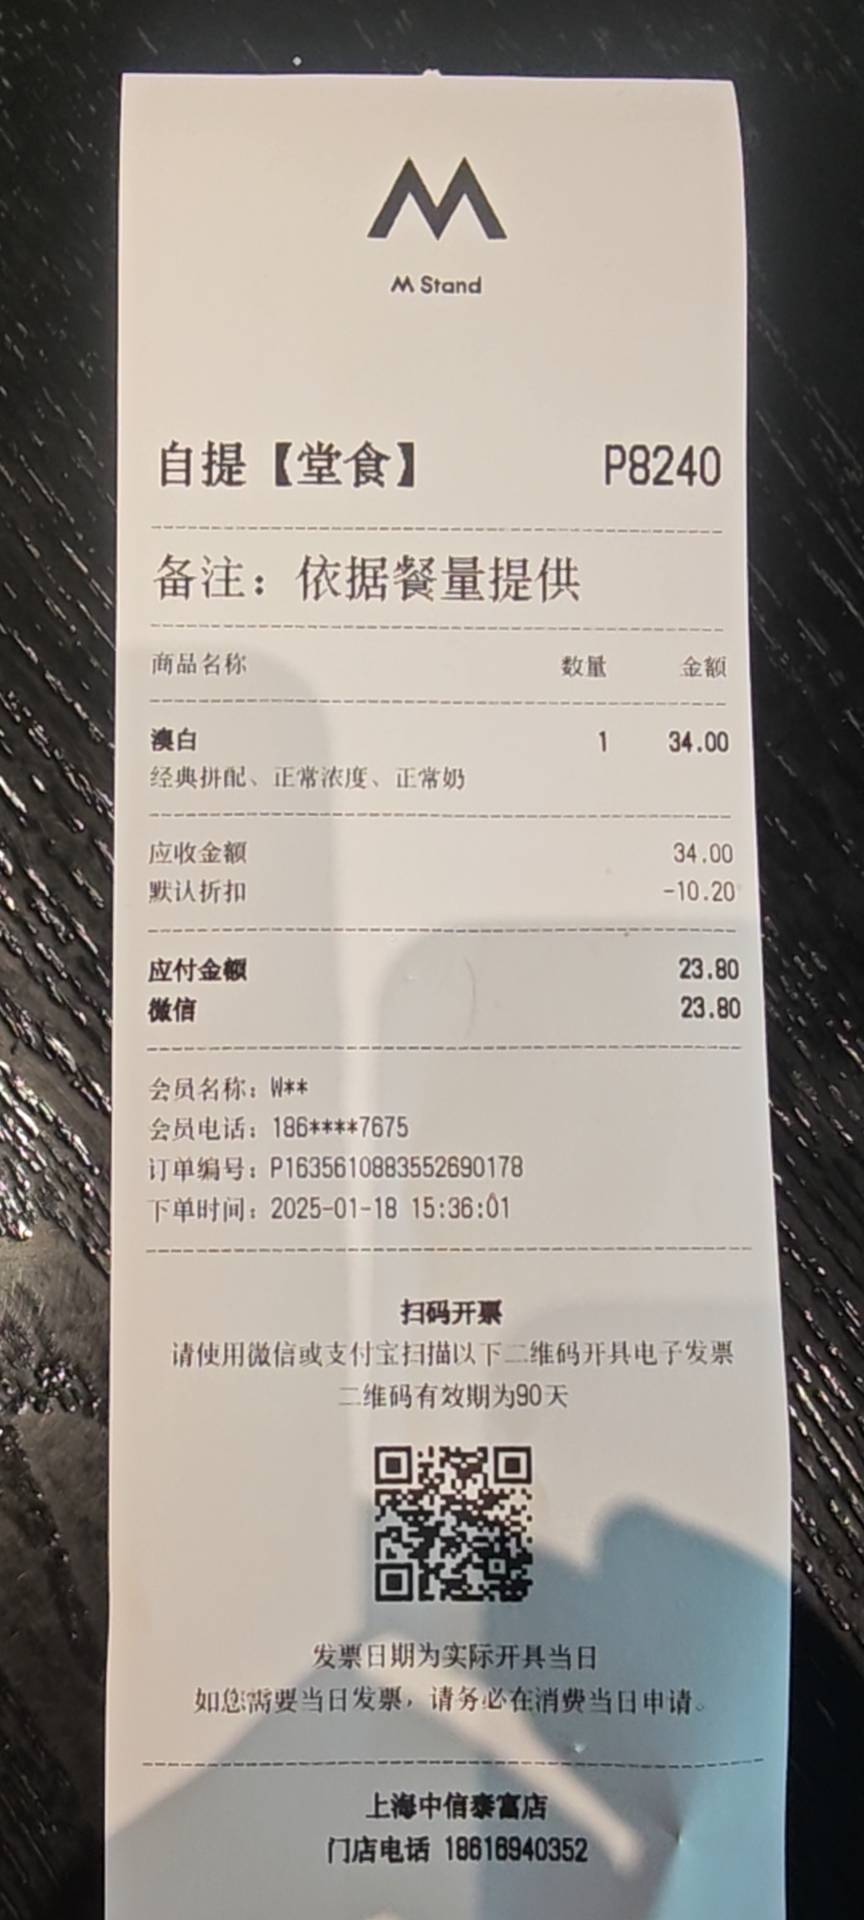 M Stand
自提【堂食】 P8240
备注：依据餐量提供
商品名称 数量 金额
澳白 1 34.00
经典拼配、正常浓度、正常奶
应收金额 34.00
默认折扣 -10.20
应付金额 23.80
微信 23.80
会员名称：W**
会员电话：186****7675
订单编号：P1635610883552690178
下单时间：2025-01-18 15:36:01
扫码开票
请使用微信或支付宝扫描以下二维码开具电子发票
二维码有效期为90天
发票日期为实际开具当日
如您需要当日发票，请务必在消费当日申请。
上海中信泰富店
门店电话 18616940352